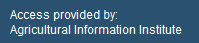 Access provided by:
Agricultural Information Institute